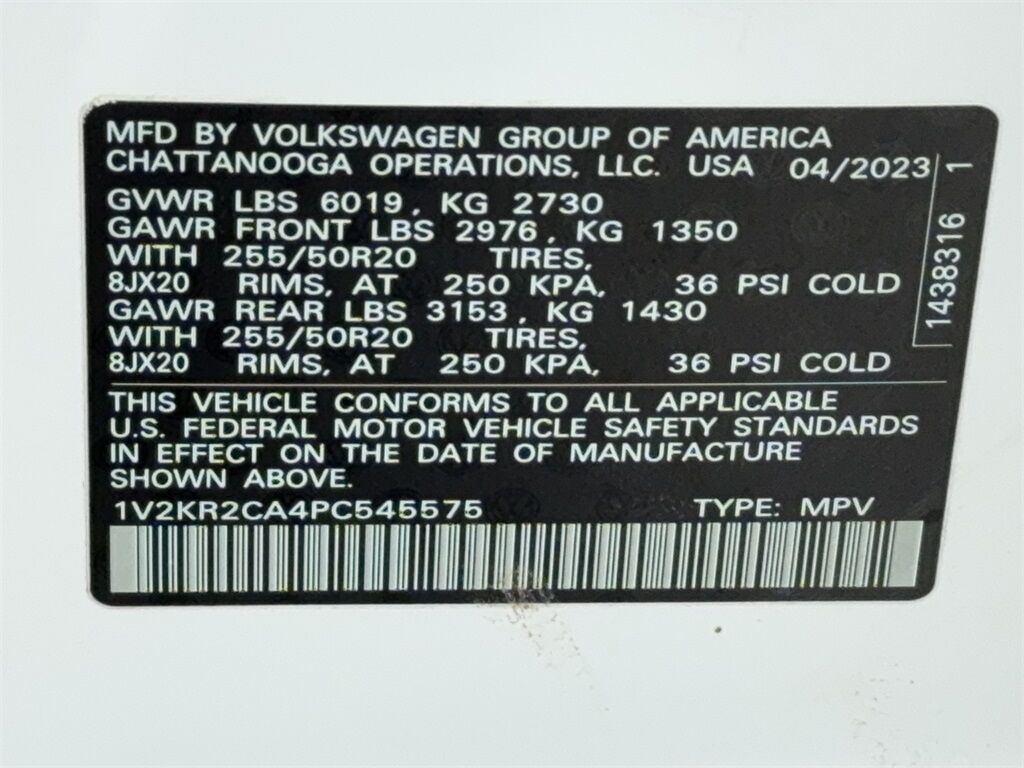 MFD BY VOLKSWAGEN GROUP OF AMERICA
CHATTANOOGA OPERATIONS, LLC. USA 04/2023
GVWR LBS 6019, KG 2730
GAWR FRONT LBS 2976, KG 1350
WITH 255/50R20 TIRES,
8JX20 RIMS, AT 250 KPA, 36 PSI COLD
GAWR REAR LBS 3153, KG 1430
WITH 255/50R20 TIRES,
8JX20 RIMS, AT 250 KPA, 36 PSI COLD
1438316 1
THIS VEHICLE CONFORMS TO ALL APPLICABLE
U.S. FEDERAL MOTOR VEHICLE SAFETY STANDARDS
IN EFFECT ON THE DATE OF MANUFACTURE
SHOWN ABOVE.
1V2KR2CA4PC545575 TYPE: MPV